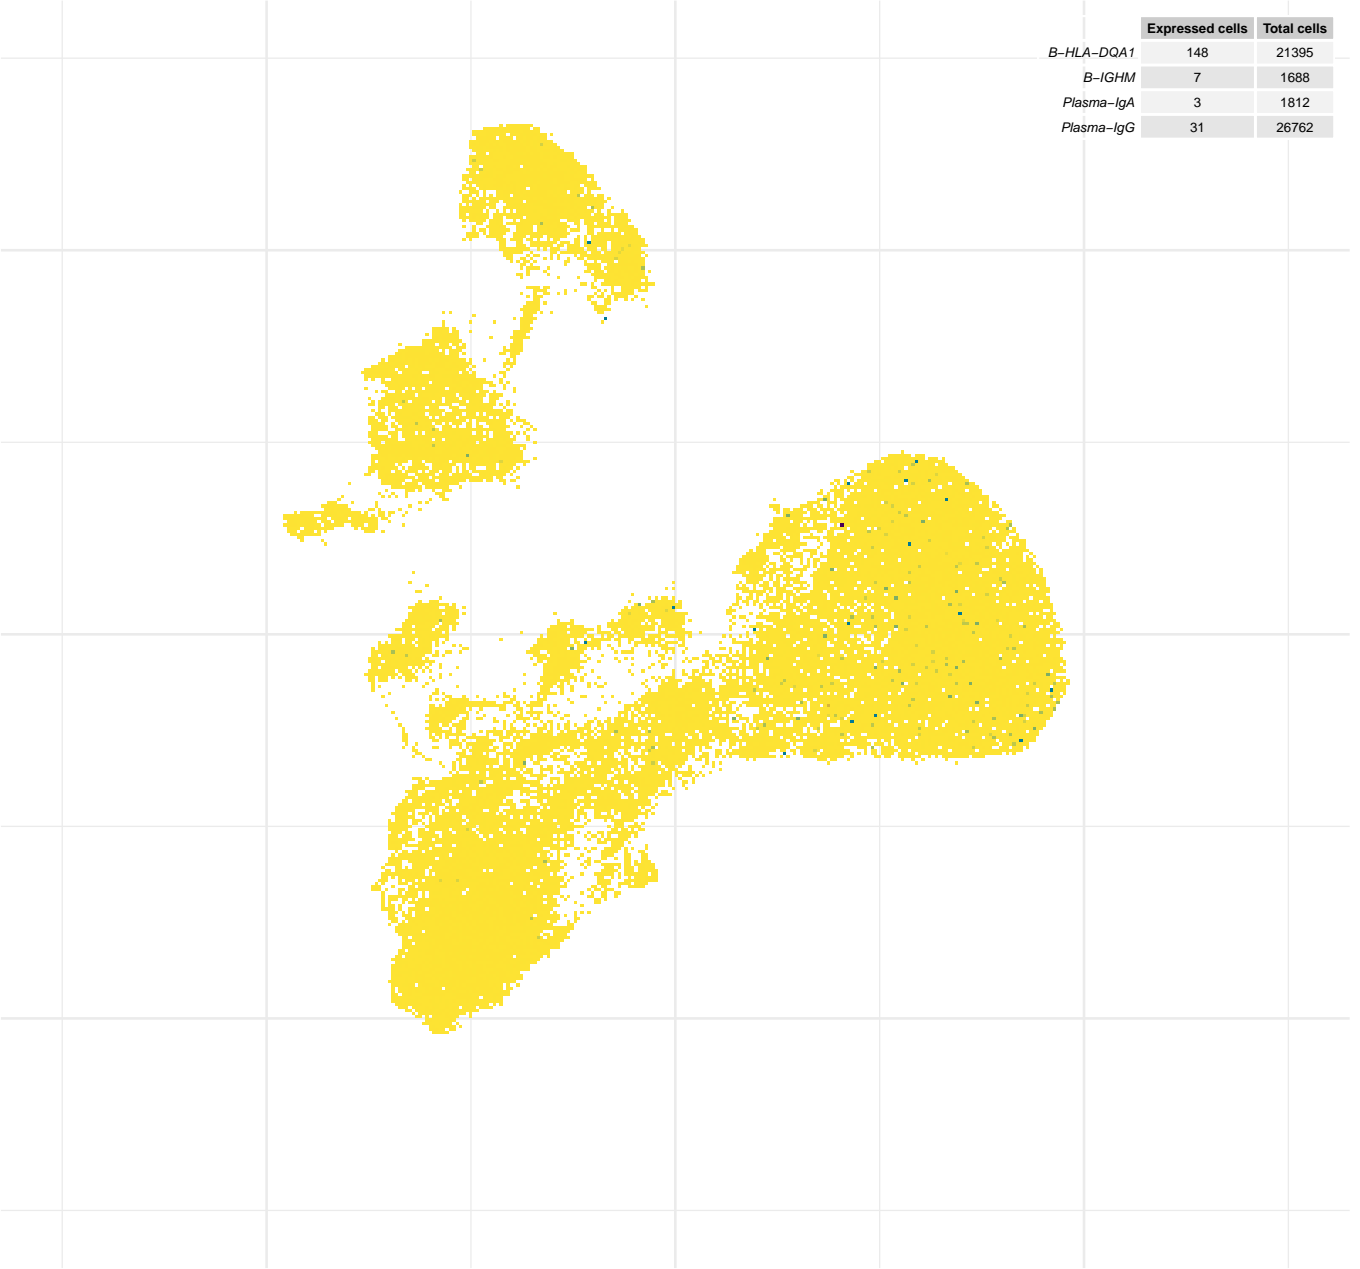 Expressed cells Total cells
B−HLA−DQA1 148 21395
B−IGHM 7 1688
Plasma−IgA 3 1812
Plasma−IgG 31 26762